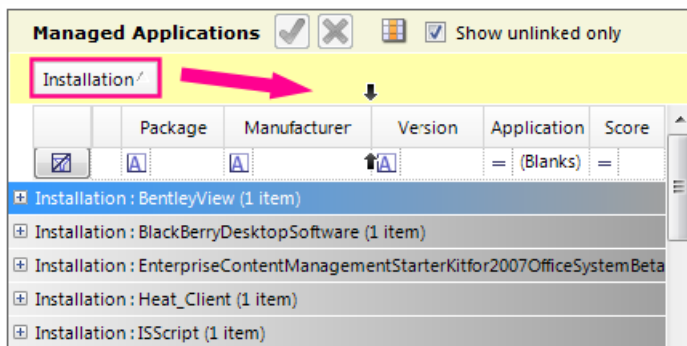 Managed Applications Show unlinked only
Installation
Package Manufacturer Version Application Score
A A A = (Blanks) =
Installation : BentleyView (1 item)
Installation : BlackBerryDesktopSoftware (1 item)
Installation : EnterpriseContentManagementStarterKitfor2007OfficeSystemBeta
Installation : Heat_Client (1 item)
Installation : ISScript (1 item)